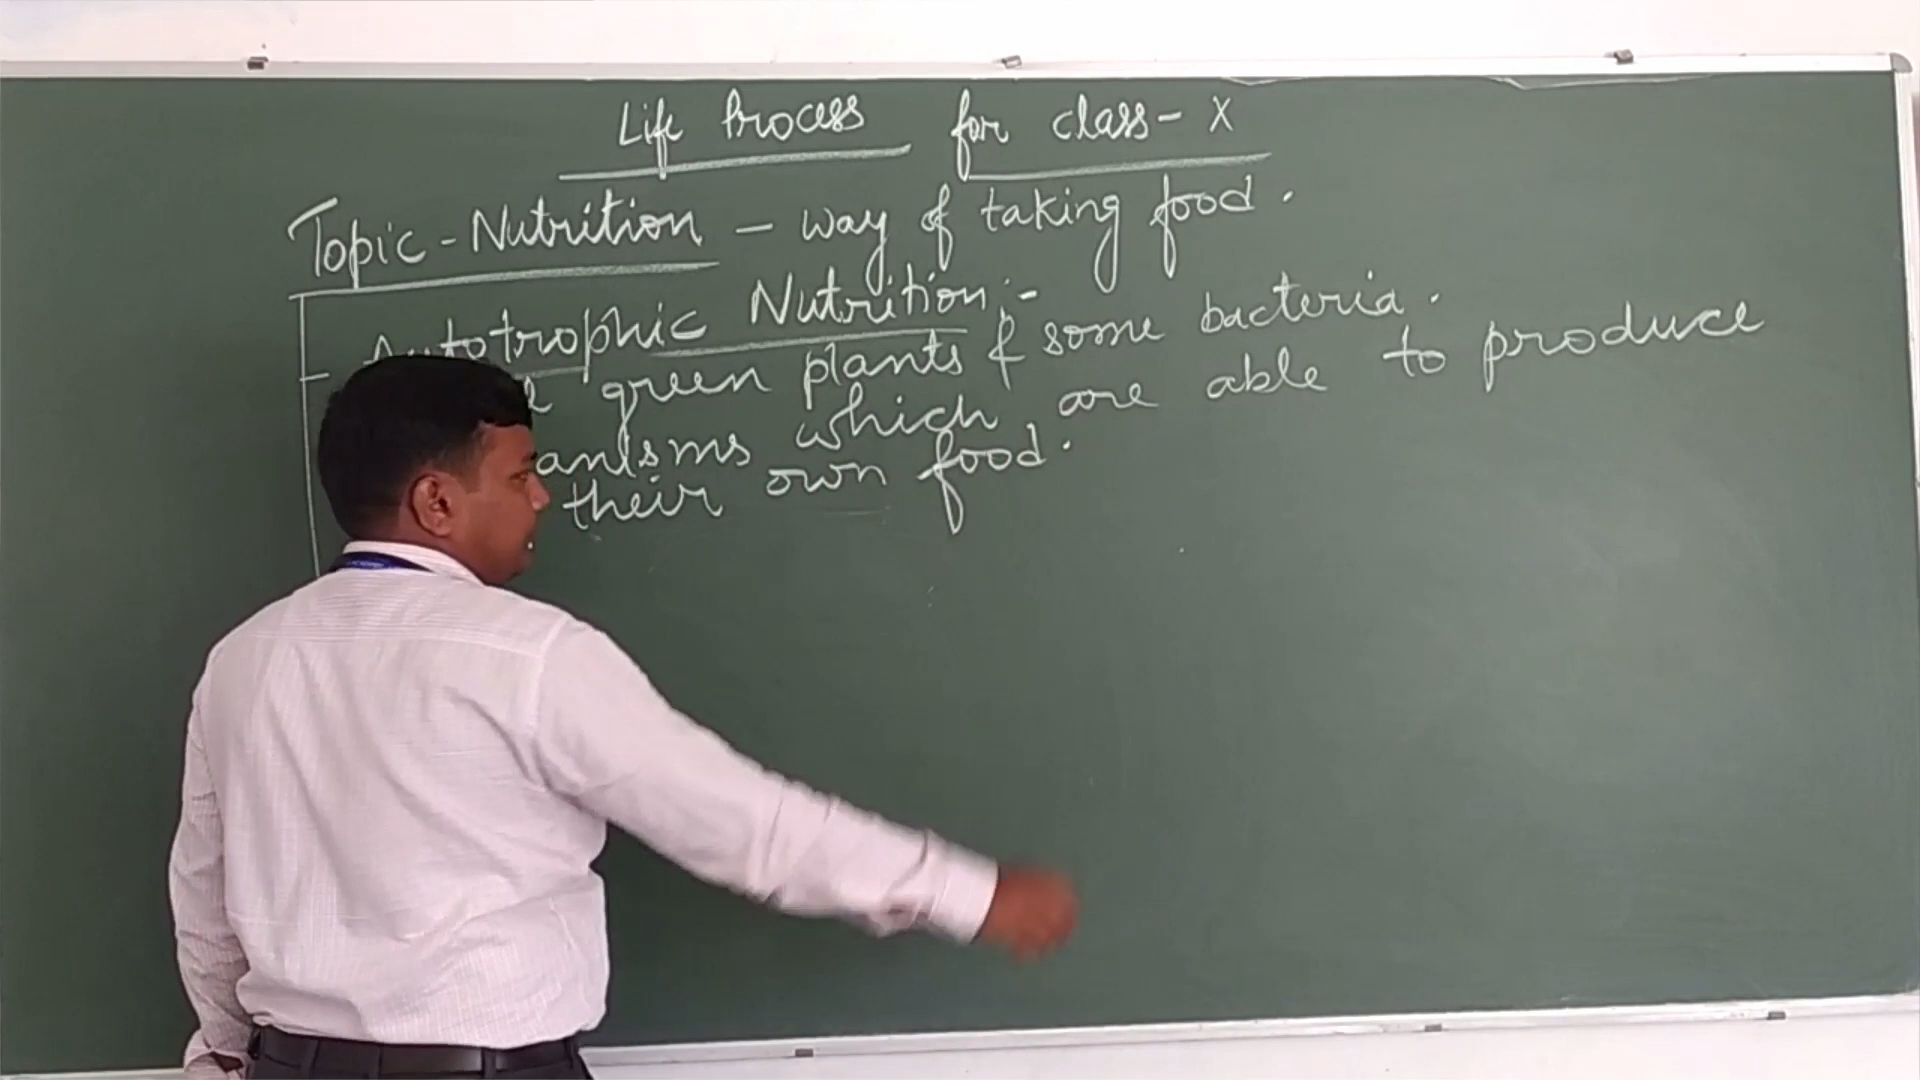 Life Process for class - X
Topic - Nutrition - way of taking food.
Autotrophic Nutrition :-
green plants & some bacteria.
which are able to produce
their own food.